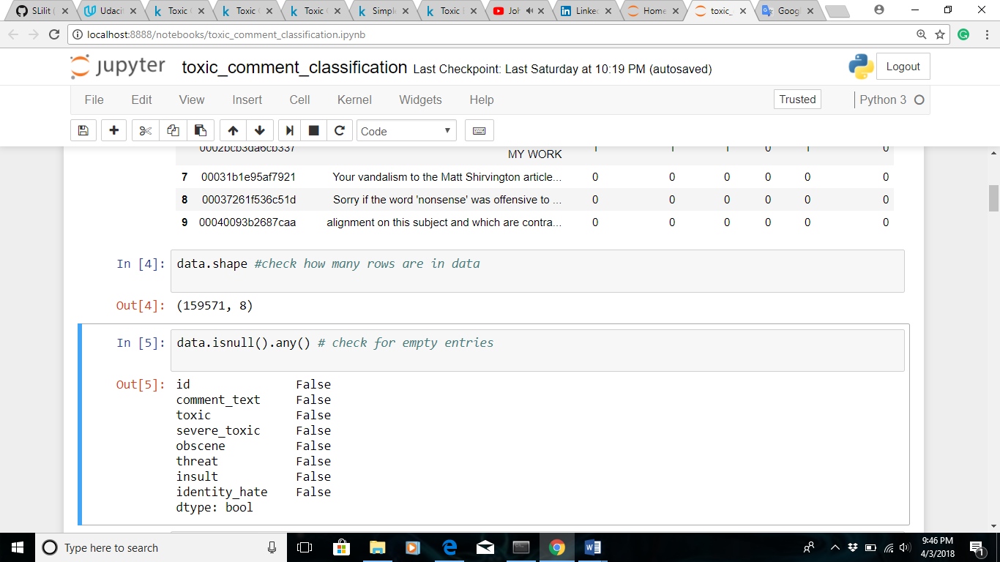 SLilit (
Udacit
Toxic
Toxic
Toxic
Simple
Toxic
Joh
Linke
Home
toxic_
Googl
localhost:8888/notebooks/toxic_comment_classification.ipynb
jupyter toxic_comment_classification Last Checkpoint: Last Saturday at 10:19 PM (autosaved)
Logout
File Edit View Insert Cell Kernel Widgets Help Trusted Python 3
Code
0002bcb3da6cb337 MY WORK 1 1 1 0 1 0
7 00031b1e95af7921 Your vandalism to the Matt Shirvington article... 0 0 0 0 0 0
8 00037261f536c51d Sorry if the word 'nonsense' was offensive to ... 0 0 0 0 0 0
9 00040093b2687caa alignment on this subject and which are contra... 0 0 0 0 0 0
In [4]: data.shape #check how many rows are in data
Out[4]: (159571, 8)
In [5]: data.isnull().any() # check for empty entries
Out[5]: id False
comment_text False
toxic False
severe_toxic False
obscene False
threat False
insult False
identity_hate False
dtype: bool
Type here to search
9:46 PM
4/3/2018
1